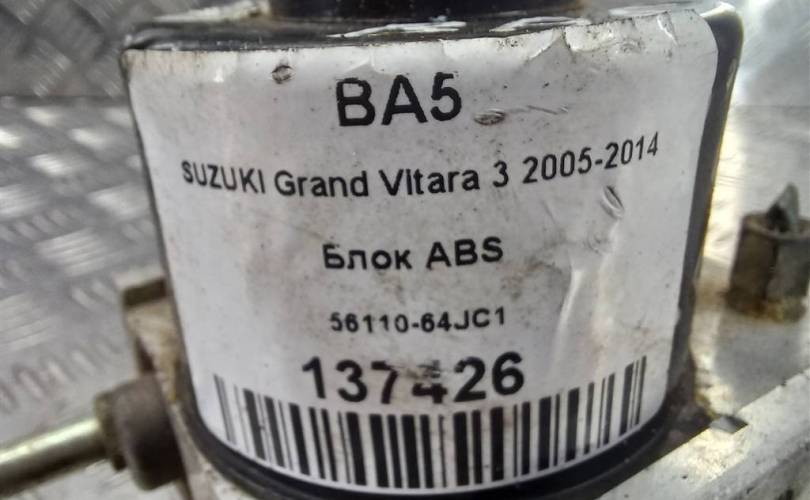 BA5
SUZUKI Grand Vitara 3 2005-2014
Блок ABS
56110-64JC1
137426